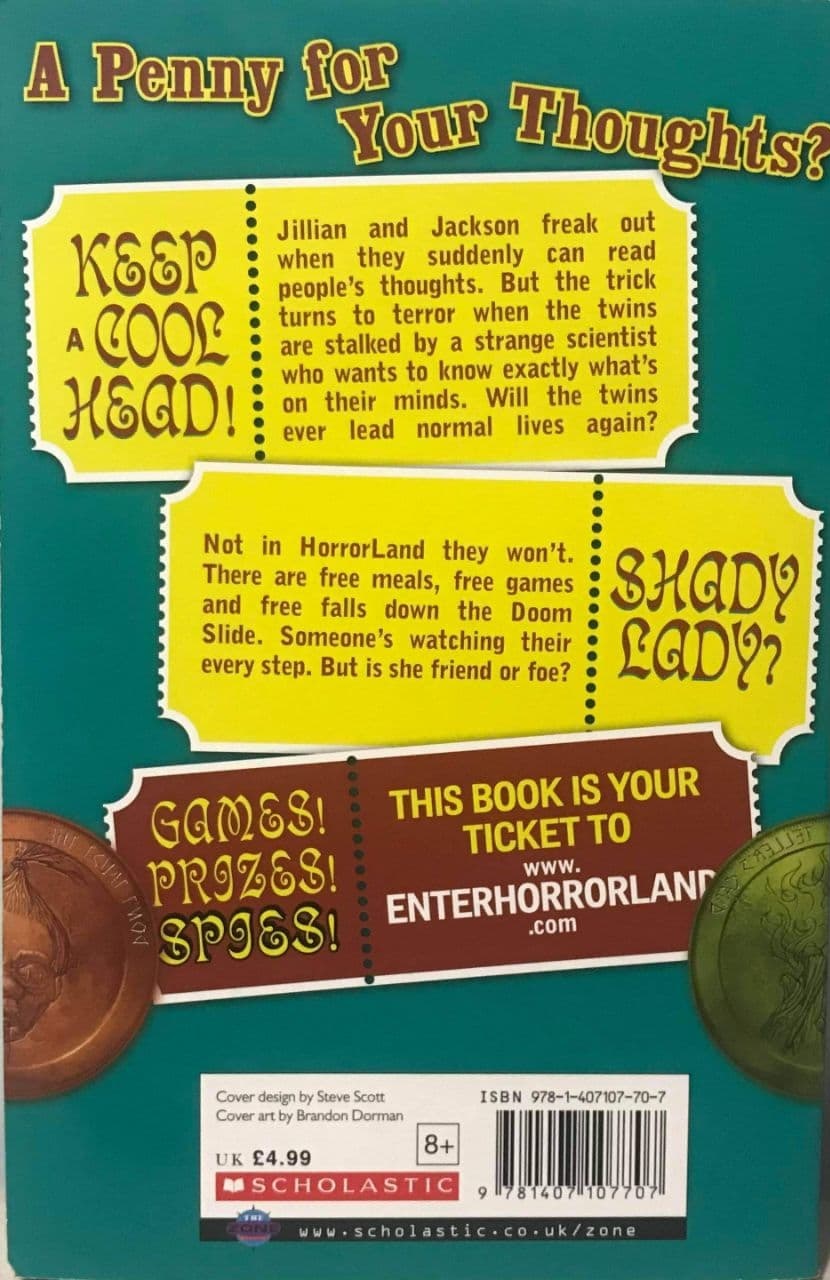 A Penny for
Your Thoughts?
KEEP
A COOL
HEAD!
Jillian and Jackson freak out
when they suddenly can read
people's thoughts. But the trick
turns to terror when the twins
are stalked by a strange scientist
who wants to know exactly what's
on their minds. Will the twins
ever lead normal lives again?
Not in HorrorLand they won't.
There are free meals, free games
and free falls down the Doom
Slide. Someone's watching their
every step. But is she friend or foe?
SHADY
LADY?
GAMES!
PRIZES!
SPIES!
THIS BOOK IS YOUR
TICKET TO
www.
ENTERHORRORLAND
.com
Cover design by Steve Scott
Cover art by Brandon Dorman
UK £4.99
8+
SCHOLASTIC
ISBN 978-1-407107-70-7
9 781407 107707
THE
ZONE
www.scholastic.co.uk/zone